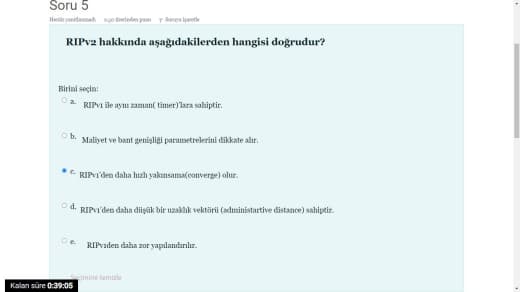 Soru 5
Henüz yanıtlanmadı 1,50 üzerinden puan Soruyu işaretle
RIPv2 hakkında aşağıdakilerden hangisi doğrudur?
Birini seçin:
a. RIPv1 ile aynı zaman( timer)'lara sahiptir.
b. Maliyet ve bant genişliği parametrelerini dikkate alır.
c. RIPv1'den daha hızlı yakınsama(converge) olur.
d. RIPv1'den daha düşük bir uzaklık vektörü (administartive distance) sahiptir.
e. RIPv1den daha zor yapılandırılır.
Seçimimi temizle
Kalan süre 0:39:05